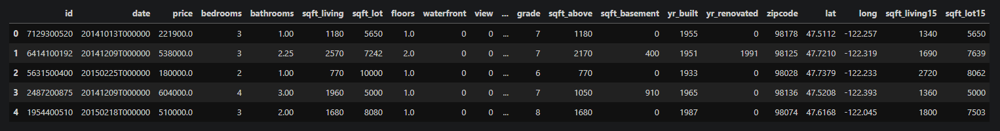 id date price bedrooms bathrooms sqft_living sqft_lot floors waterfront view ... grade sqft_above sqft_basement yr_built yr_renovated zipcode lat long sqft_living15 sqft_lot15
0 7129300520 20141013T000000 221900.0 3 1.00 1180 5650 1.0 0 0 ... 7 1180 0 1955 0 98178 47.5112 -122.257 1340 5650
1 6414100192 20141209T000000 538000.0 3 2.25 2570 7242 2.0 0 0 ... 7 2170 400 1951 1991 98125 47.7210 -122.319 1690 7639
2 5631500400 20150225T000000 180000.0 2 1.00 770 10000 1.0 0 0 ... 6 770 0 1933 0 98028 47.7379 -122.233 2720 8062
3 2487200875 20141209T000000 604000.0 4 3.00 1960 5000 1.0 0 0 ... 7 1050 910 1965 0 98136 47.5208 -122.393 1360 5000
4 1954400510 20150218T000000 510000.0 3 2.00 1680 8080 1.0 0 0 ... 8 1680 0 1987 0 98074 47.6168 -122.045 1800 7503